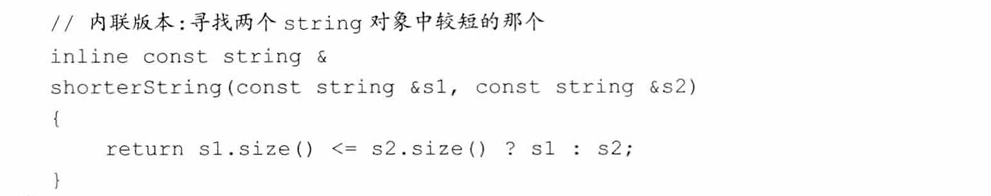 // 内联版本:寻找两个 string 对象中较短的那个
inline const string &
shorterString(const string &s1, const string &s2)
{
    return s1.size() <= s2.size() ? s1 : s2;
}